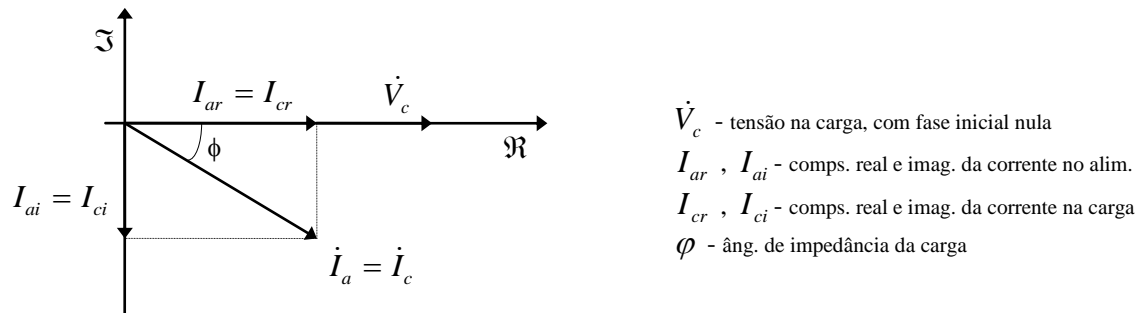 ℑ
I_ar = I_cr
V̇_c
ℜ
ϕ
I_ai = I_ci
İ_a = İ_c
V̇_c - tensão na carga, com fase inicial nula
I_ar , I_ai - comps. real e imag. da corrente no alim.
I_cr , I_ci - comps. real e imag. da corrente na carga
φ - âng. de impedância da carga